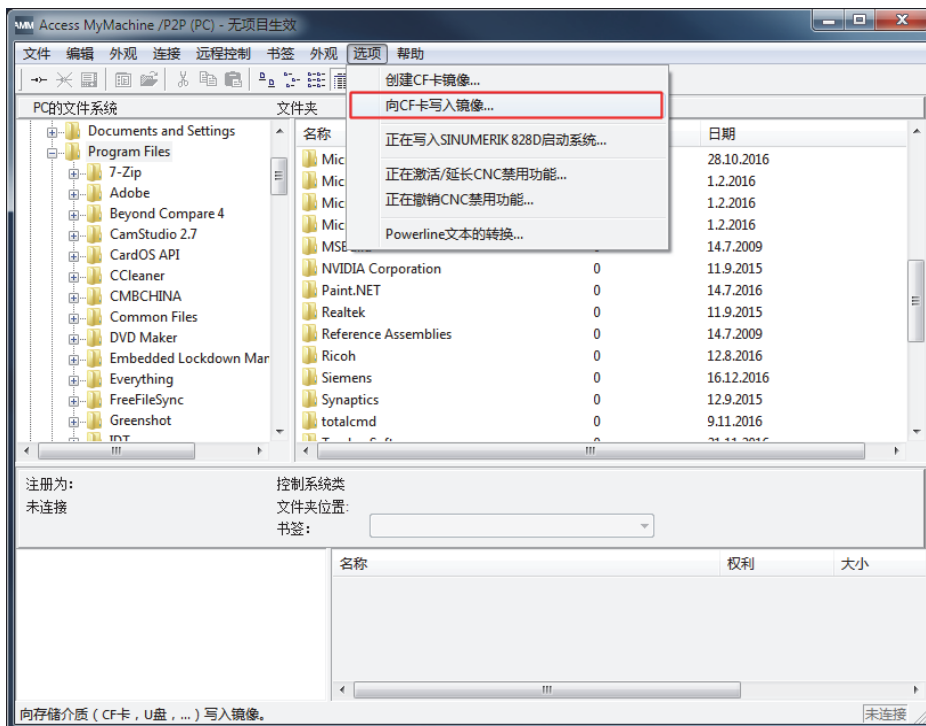 AMM Access MyMachine /P2P (PC) - 无项目生效
文件 编辑 外观 连接 远程控制 书签 外观 选项 帮助
创建CF卡镜像...
向CF卡写入镜像...
正在写入SINUMERIK 828D启动系统...
正在激活/延长CNC禁用功能...
正在撤销CNC禁用功能...
Powerline文本的转换...
PC的文件系统 文件夹
Documents and Settings
Program Files
7-Zip
Adobe
Beyond Compare 4
CamStudio 2.7
CardOS API
CCleaner
CMBCHINA
Common Files
DVD Maker
Embedded Lockdown Mar
Everything
FreeFileSync
Greenshot
IDT
名称 日期
Mic 28.10.2016
Mic 1.2.2016
Mic 1.2.2016
Mic 1.2.2016
MSB 14.7.2009
NVIDIA Corporation 0 11.9.2015
Paint.NET 0 14.7.2016
Realtek 0 11.9.2015
Reference Assemblies 0 14.7.2009
Ricoh 0 12.8.2016
Siemens 0 16.12.2016
Synaptics 0 12.9.2015
totalcmd 0 9.11.2016
注册为: 控制系统类
未连接 文件夹位置:
书签:
名称 权利 大小
向存储介质（CF卡，U盘，...）写入镜像。 未连接